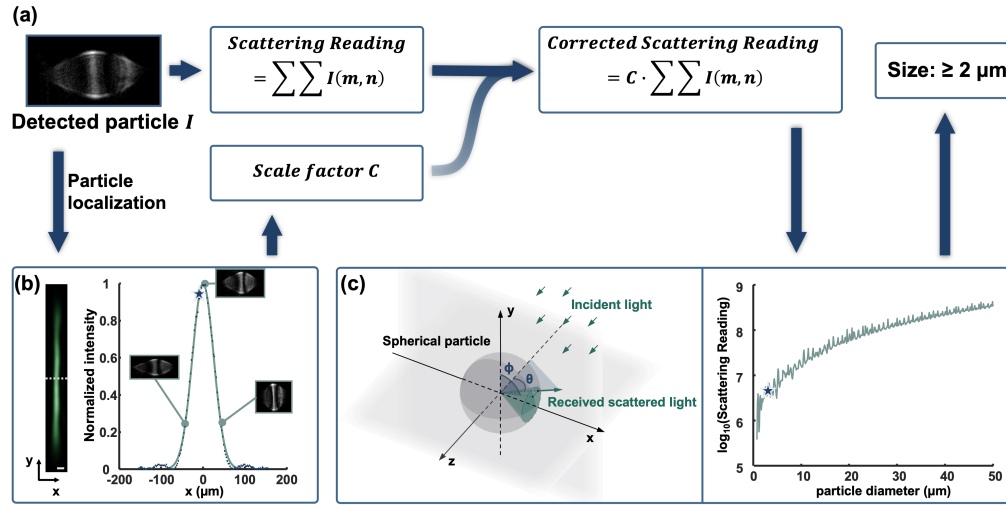 (a)
Scattering Reading
= ∑∑ I(m, n)
Corrected Scattering Reading
= C · ∑∑ I(m, n)
Size: ≥ 2 μm
Detected particle I
Particle
localization
Scale factor C
(b)
y
x
Normalized intensity
1
0.8
0.6
0.4
0.2
0
-200
-100
0
100
200
x (μm)
(c)
Incident light
y
Spherical particle
ϕ
θ
Received scattered light
x
z
log₁₀(Scattering Reading)
9
8
7
6
5
0
10
20
30
40
50
particle diameter (μm)